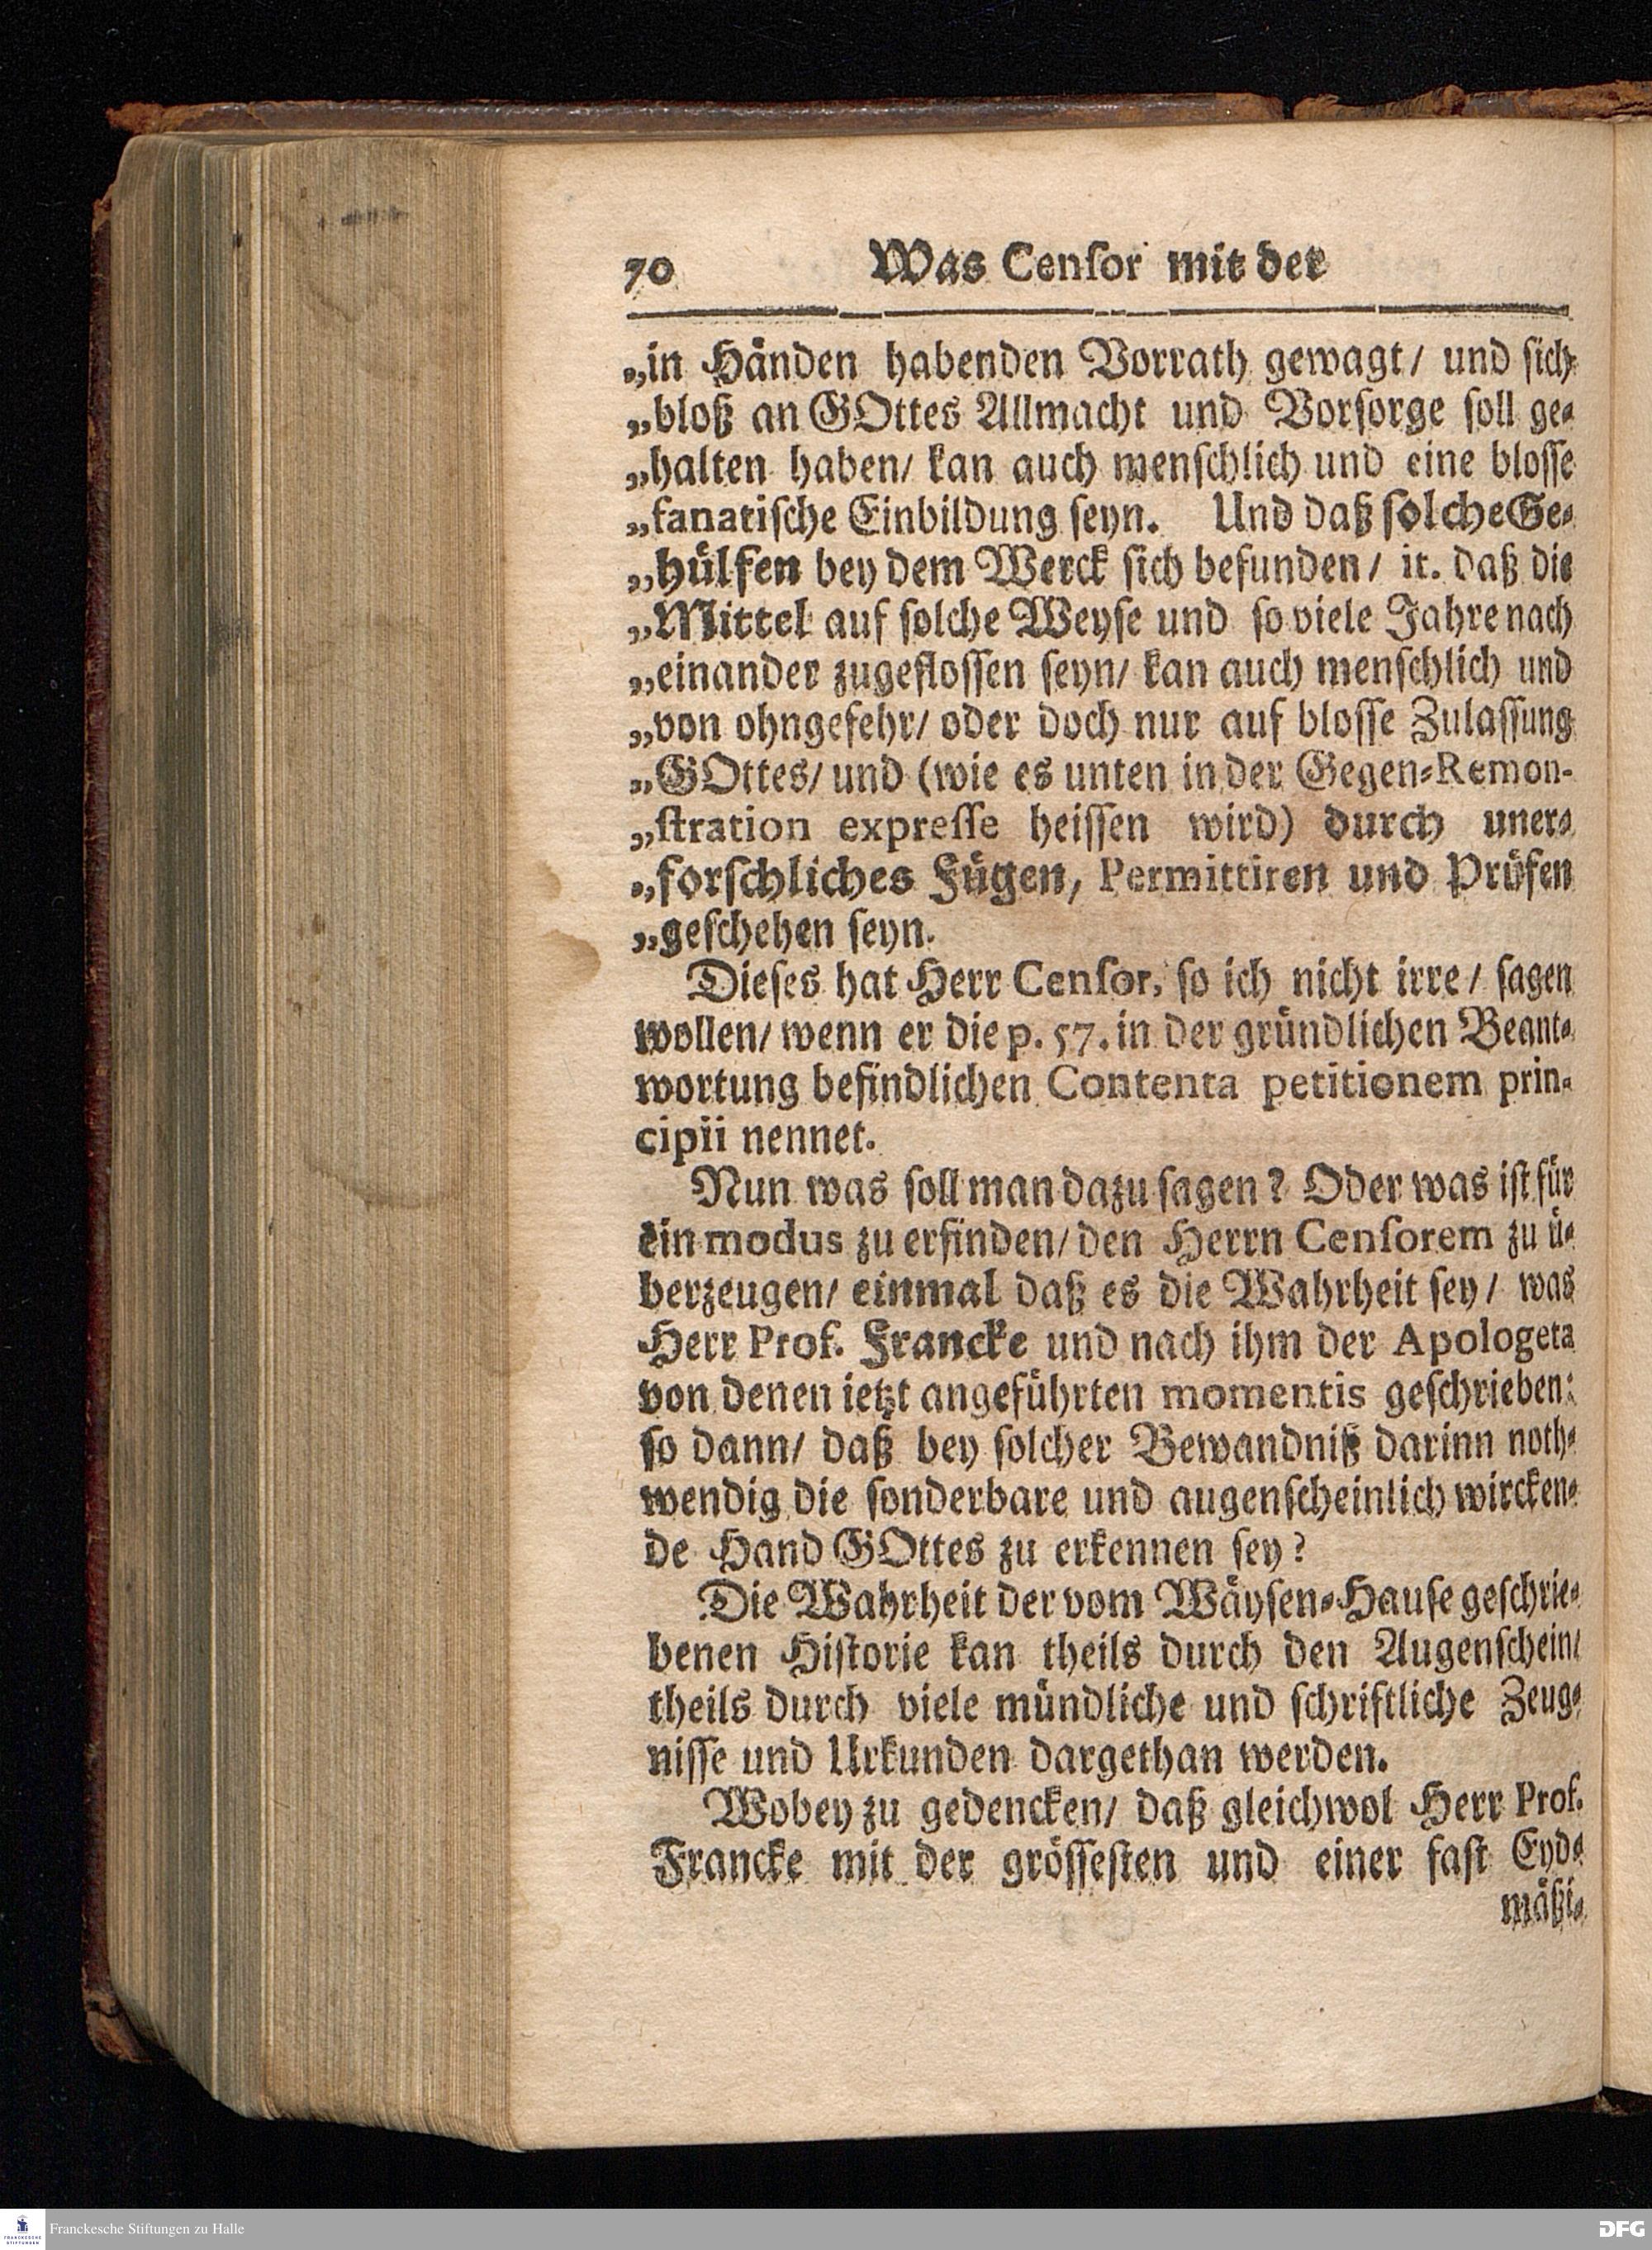 70 Was Censor mit der
„in Händen habenden Vorrath gewagt/ und sich
„bloß an GOttes Allmacht und Vorsorge soll ge-
„halten haben/ kan auch menschlich und eine blosse
„fanatische Einbildung seyn. Und daß solche Ge-
„hülfen bey dem Werck sich befunden/ it. daß die
„Mittel auf solche Weyse und so viele Jahre nach
„einander zugeflossen seyn/ kan auch menschlich und
„von ohngefehr/ oder doch nur auf blosse Zulassung
„GOttes/ und (wie es unten in der Gegen-Remon-
„stration expresse heissen wird) durch uner-
„forschliches Fügen, Permittiren und Prüfen
„geschehen seyn.
Dieses hat Herr Censor, so ich nicht irre/ sagen
wollen/ wenn er die p. 57. in der gründlichen Beant-
wortung befindlichen Contenta petitionem prin-
cipii nennet.
Nun was soll man dazu sagen? Oder was ist für
ein modus zu erfinden/ den Herrn Censorem zu ü-
berzeugen/ einmal daß es die Wahrheit sey/ was
Herr Prof. Francke und nach ihm der Apologeta
von denen ietzt angeführten momentis geschrieben:
so dann/ daß bey solcher Bewandniß darinn noth-
wendig die sonderbare und augenscheinlich wircken-
de Hand GOttes zu erkennen sey?
Die Wahrheit der vom Wäysen-Hause geschrie-
benen Historie kan theils durch den Augenschein/
theils durch viele mündliche und schriftliche Zeug-
nisse und Urkunden dargethan werden.
Wobey zu gedencken/ daß gleichwol Herr Prof.
Francke mit der grössesten und einer fast Eyd-
mäßi-
Franckesche Stiftungen zu Halle
FRANCKESCHE
STIFTUNGEN
DFG